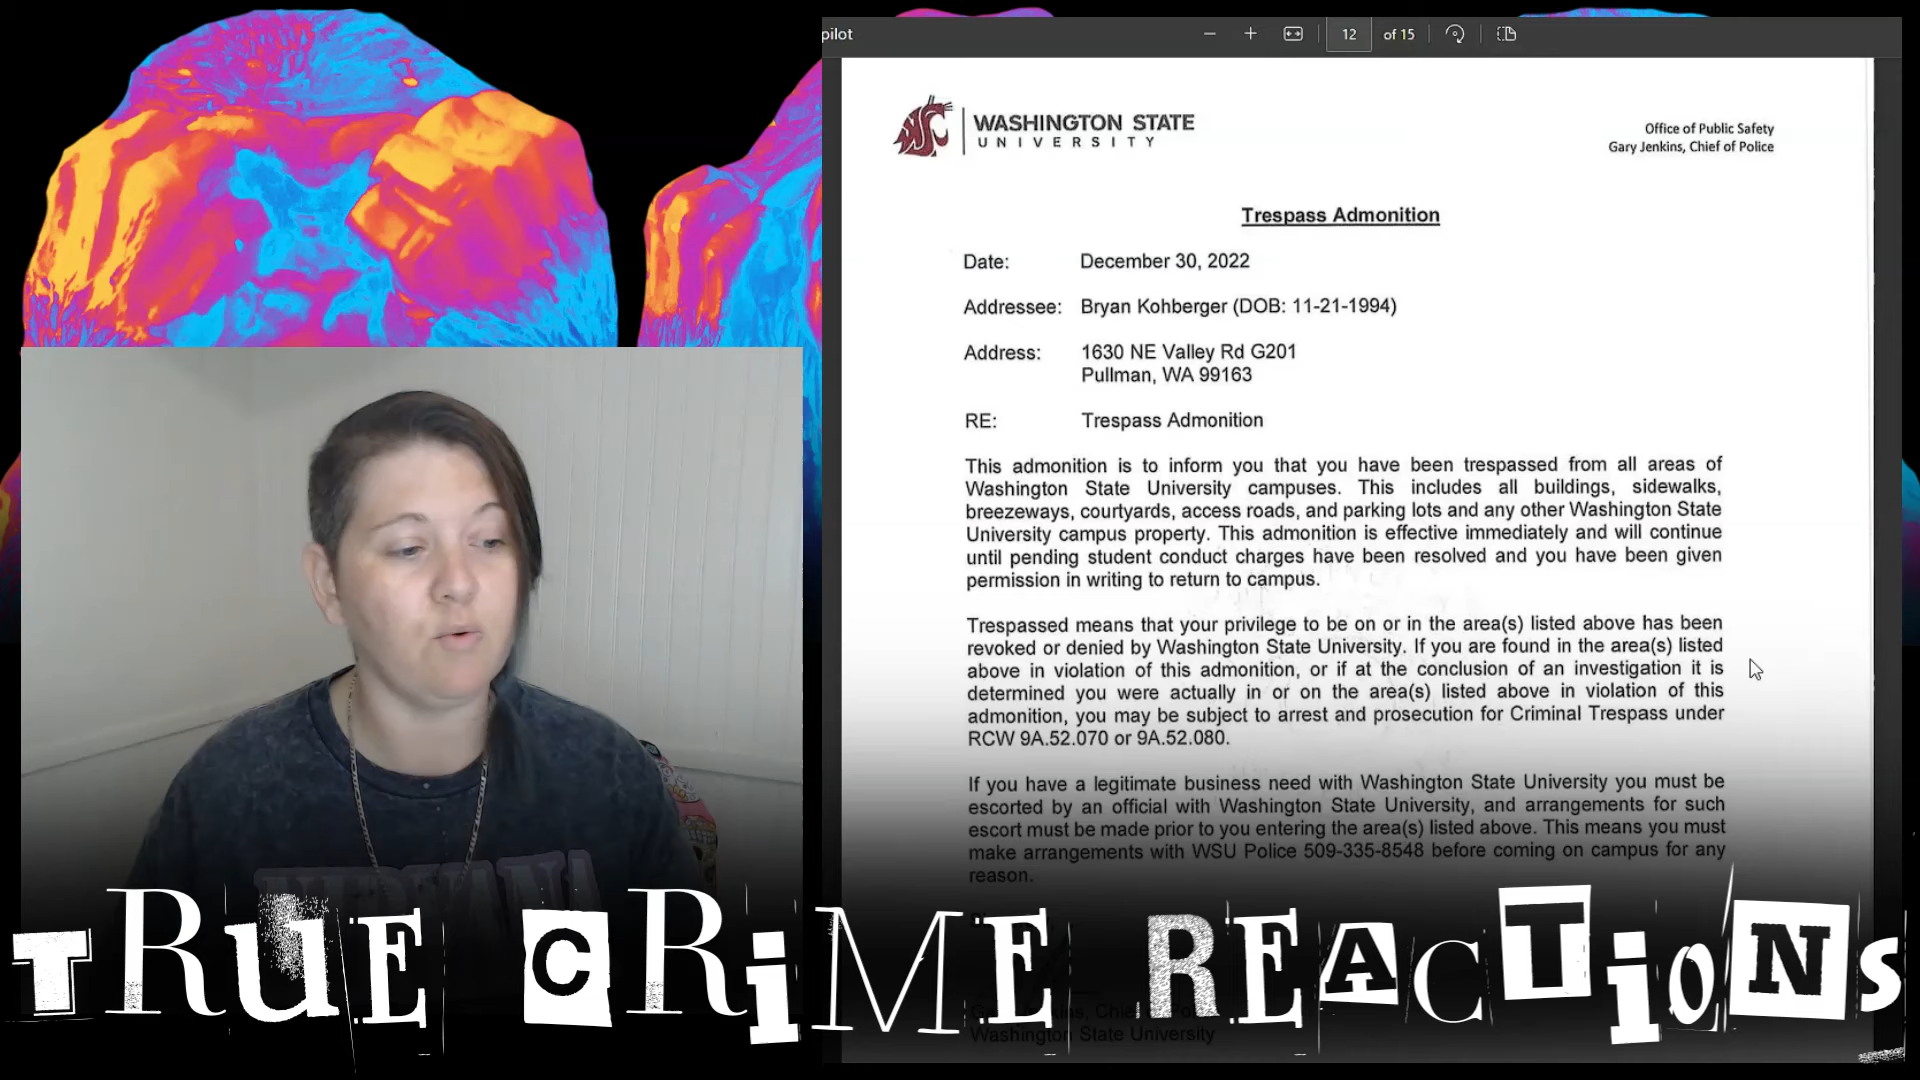 pilot
12 of 15
WASHINGTON STATE
UNIVERSITY
Office of Public Safety
Gary Jenkins, Chief of Police
Trespass Admonition
Date: December 30, 2022
Addressee: Bryan Kohberger (DOB: 11-21-1994)
Address: 1630 NE Valley Rd G201
Pullman, WA 99163
RE: Trespass Admonition
This admonition is to inform you that you have been trespassed from all areas of
Washington State University campuses. This includes all buildings, sidewalks,
breezeways, courtyards, access roads, and parking lots and any other Washington State
University campus property. This admonition is effective immediately and will continue
until pending student conduct charges have been resolved and you have been given
permission in writing to return to campus.
Trespassed means that your privilege to be on or in the area(s) listed above has been
revoked or denied by Washington State University. If you are found in the area(s) listed
above in violation of this admonition, or if at the conclusion of an investigation it is
determined you were actually in or on the area(s) listed above in violation of this
admonition, you may be subject to arrest and prosecution for Criminal Trespass under
RCW 9A.52.070 or 9A.52.080.
If you have a legitimate business need with Washington State University you must be
escorted by an official with Washington State University, and arrangements for such
escort must be made prior to you entering the area(s) listed above. This means you must
make arrangements with WSU Police 509-335-8548 before coming on campus for any
reason.
Washington State University
TRUE CRiME REACTiONS